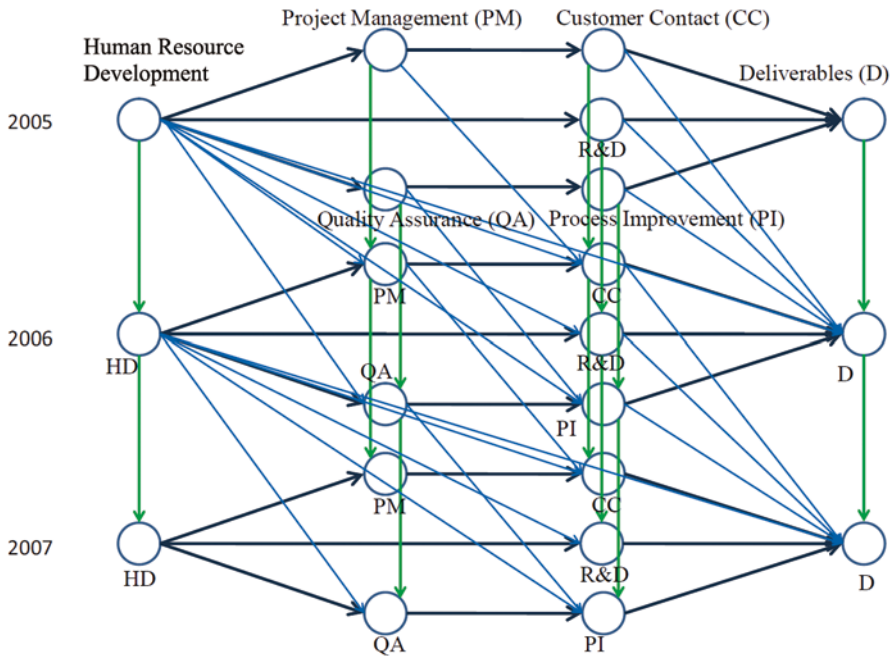 Project Management (PM)
Customer Contact (CC)
Human Resource
Development
Deliverables (D)
2005
R&D
Quality Assurance (QA)
Process Improvement (PI)
PM
CC
2006
HD
R&D
D
QA
PI
PM
CC
2007
HD
R&D
D
QA
PI